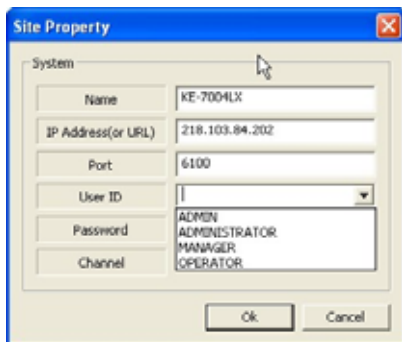 Site Property
System
Name
KE-7004LX
IP Address(or URL)
218.103.84.202
Port
6100
User ID
ADMIN
ADMINISTRATOR
Password
MANAGER
OPERATOR
Channel
Ok
Cancel